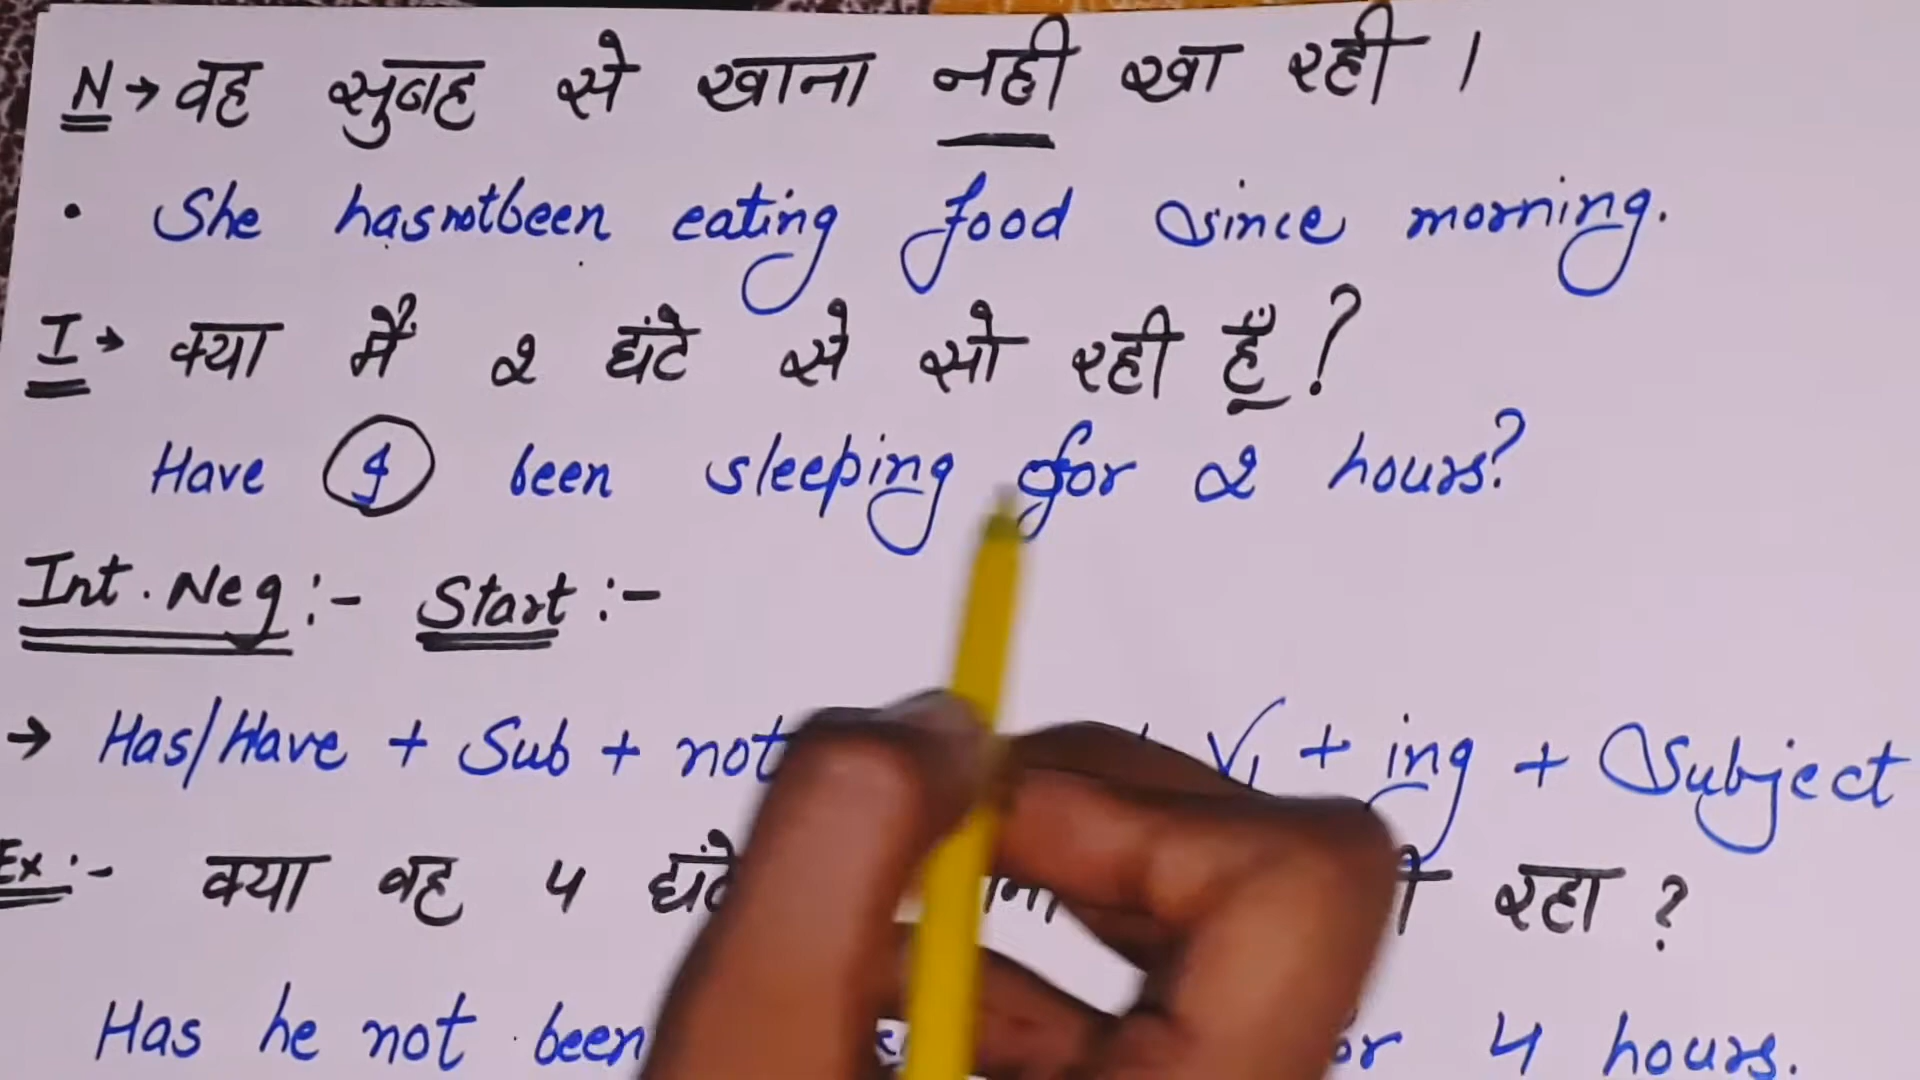 N → वह सुबह से खाना नही खा रही ।
• She hasnotbeen eating food since morning.
I → क्या मैं 2 घंटे से सो रही हूँ ?
Have I been sleeping for 2 hours?
Int. Neg :- Start :-
→ Has/Have + Sub + not + V1 + ing + Subject
Ex :- क्या वह 4 घंटे रहा ?
Has he not been 4 hours.